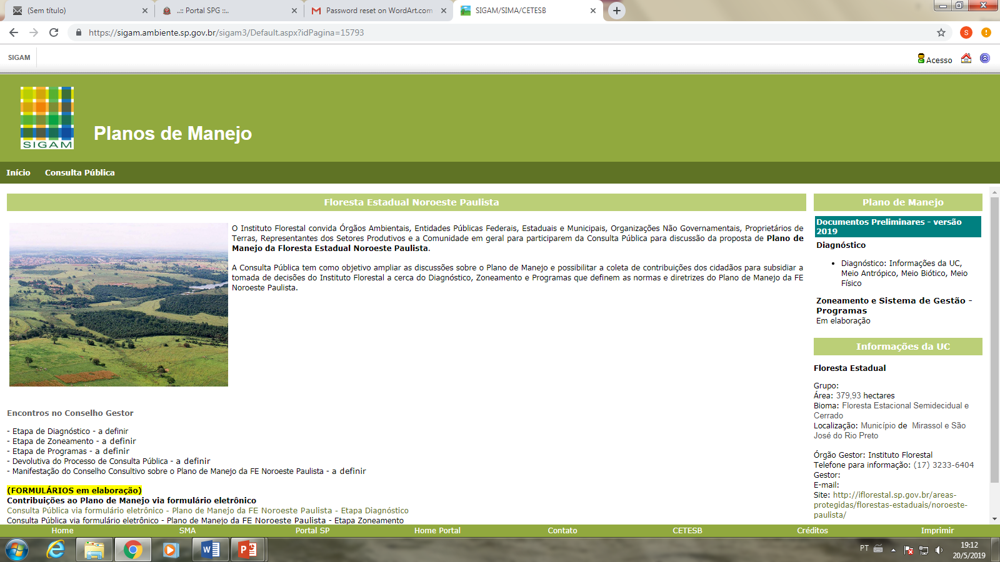 (Sem título)
..:: Portal SPG ::..
Password reset on WordArt.com
SIGAM/SIMA/CETESB
https://sigam.ambiente.sp.gov.br/sigam3/Default.aspx?idPagina=15793
S
SIGAM
Acesso
SIGAM
Planos de Manejo
Início
Consulta Pública
Floresta Estadual Noroeste Paulista
O Instituto Florestal convida Órgãos Ambientais, Entidades Públicas Federais, Estaduais e Municipais, Organizações Não Governamentais, Proprietários de
Terras, Representantes dos Setores Produtivos e a Comunidade em geral para participarem da Consulta Pública para discussão da proposta de Plano de
Manejo da Floresta Estadual Noroeste Paulista.
A Consulta Pública tem como objetivo ampliar as discussões sobre o Plano de Manejo e possibilitar a coleta de contribuições dos cidadãos para subsidiar a
tomada de decisões do Instituto Florestal a cerca do Diagnóstico, Zoneamento e Programas que definem as normas e diretrizes do Plano de Manejo da FE
Noroeste Paulista.
Encontros no Conselho Gestor
- Etapa de Diagnóstico - a definir
- Etapa de Zoneamento - a definir
- Etapa de Programas - a definir
- Devolutiva do Processo de Consulta Pública - a definir
- Manifestação do Conselho Consultivo sobre o Plano de Manejo da FE Noroeste Paulista - a definir
(FORMULÁRIOS em elaboração)
Contribuições ao Plano de Manejo via formulário eletrônico
Consulta Pública via formulário eletrônico - Plano de Manejo da FE Noroeste Paulista - Etapa Diagnóstico
Consulta Pública via formulário eletrônico - Plano de Manejo da FE Noroeste Paulista - Etapa Zoneamento
Plano de Manejo
Documentos Preliminares - versão
2019
Diagnóstico
• Diagnóstico: Informações da UC,
Meio Antrópico, Meio Biótico, Meio
Físico
Zoneamento e Sistema de Gestão -
Programas
Em elaboração
Informações da UC
Floresta Estadual
Grupo:
Área: 379,93 hectares
Bioma: Floresta Estacional Semidecidual e
Cerrado
Localização: Município de Mirassol e São
José do Rio Preto
Órgão Gestor: Instituto Florestal
Telefone para informação: (17) 3233-6404
Gestor:
E-mail:
Site: http://iflorestal.sp.gov.br/areas-
protegidas/florestas-estaduais/noroeste-
paulista/
Home
SMA
Portal SP
Home Portal
Contato
CETESB
Créditos
Imprimir
PT
19:12
20/5/2019